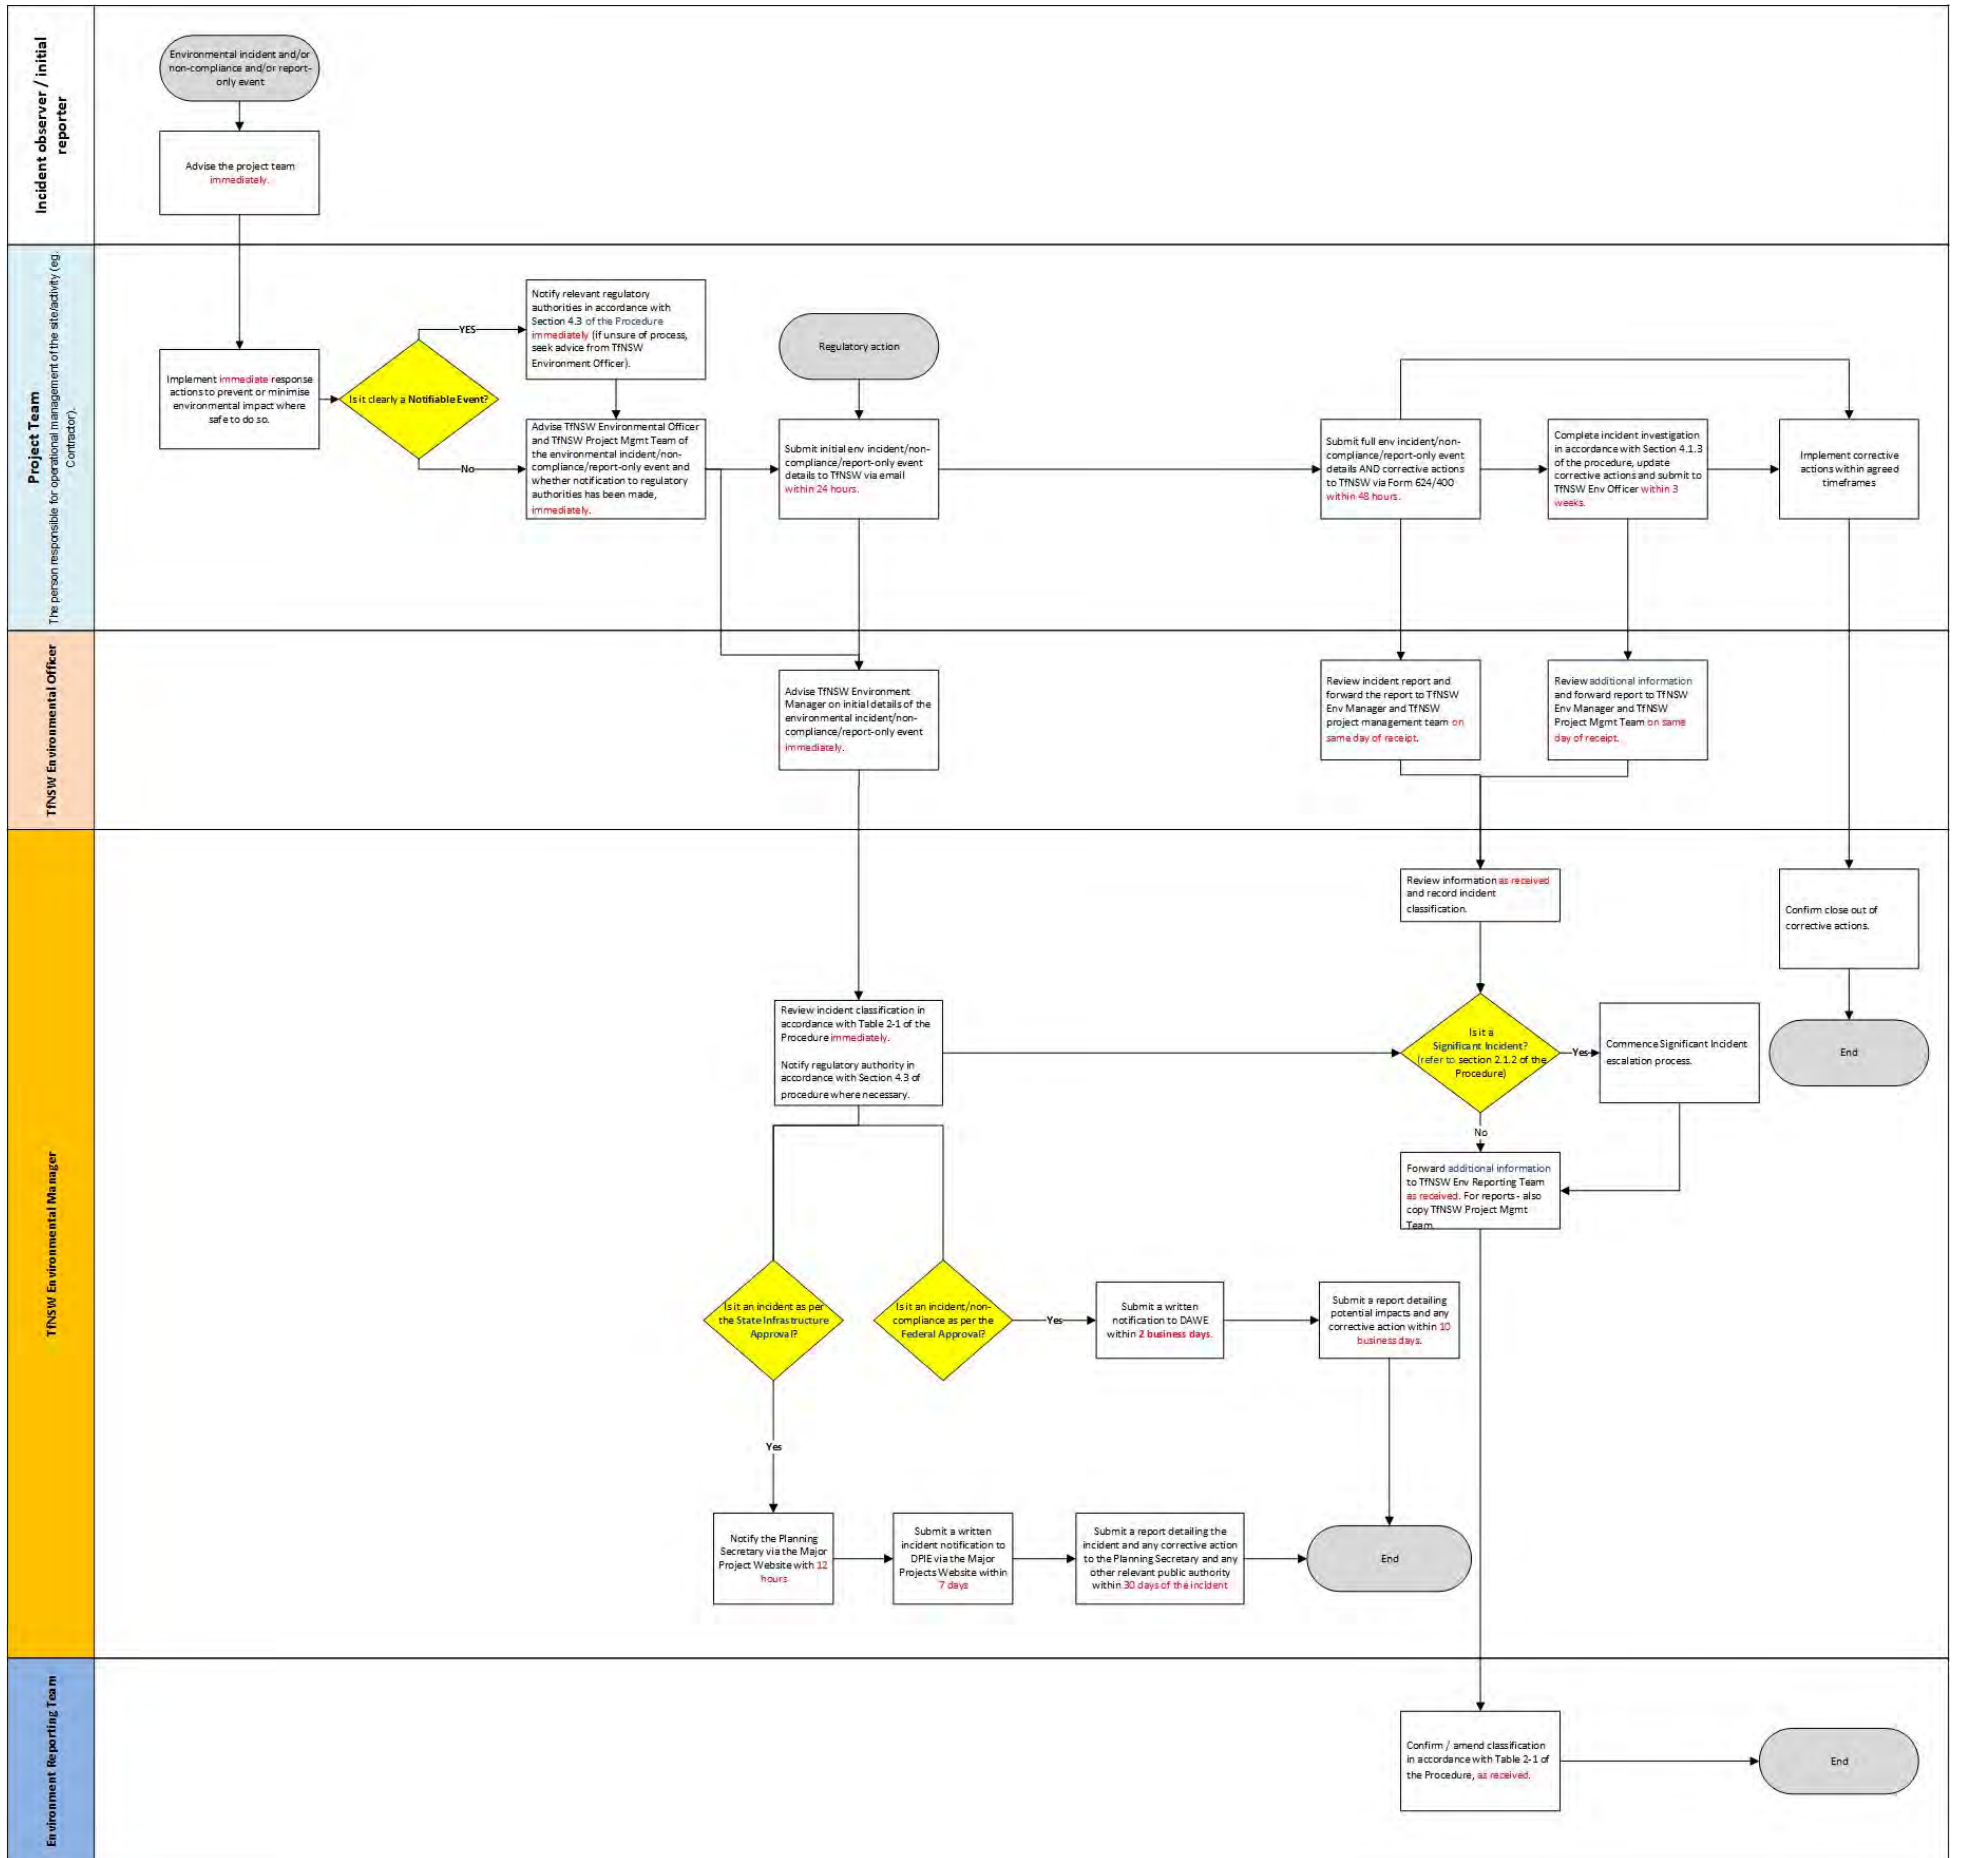 Incident observer / initial
reporter
Environmental incident and/or
non-compliance and/or report-
only event
Advise the project team
immediately.
Project Team
The person responsible for operational management of the site/activity (eg.
Contractor).
Implement immediate response
actions to prevent or minimise
environmental impact where
safe to do so.
Is it clearly a Notifiable Event?
YES
No
Notify relevant regulatory
authorities in accordance with
Section 4.3 of the Procedure
immediately (if unsure of process,
seek advice from TfNSW
Environment Officer).
Advise TfNSW Environmental Officer
and TfNSW Project Mgmt Team of
the environmental incident/non-
compliance/report-only event and
whether notification to regulatory
authorities has been made,
immediately.
Regulatory action
Submit initial env incident/non-
compliance/report-only event
details to TfNSW via email
within 24 hours.
Submit full env incident/non-
compliance/report-only event
details AND corrective actions
to TfNSW via Form 624/400
within 48 hours.
Complete incident investigation
in accordance with Section 4.1.3
of the procedure, update
corrective actions and submit to
TfNSW Env Officer within 3
weeks.
Implement corrective
actions within agreed
timeframes
TfNSW Environmental Officer
Advise TfNSW Environment
Manager on initial details of the
environmental incident/non-
compliance/report-only event
immediately.
Review incident report and
forward the report to TfNSW
Env Manager and TfNSW
project management team on
same day of receipt.
Review additional information
and forward report to TfNSW
Env Manager and TfNSW
Project Mgmt Team on same
day of receipt.
TfNSW Environmental Manager
Review information as received
and record incident
classification.
Confirm close out of
corrective actions.
Review incident classification in
accordance with Table 2-1 of the
Procedure immediately.
Notify regulatory authority in
accordance with Section 4.3 of
procedure where necessary.
Is it a
Significant Incident?
(refer to section 2.1.2 of the
Procedure)
Yes
Commence Significant Incident
escalation process.
End
No
Forward additional information
to TfNSW Env Reporting Team
as received. For reports - also
copy TfNSW Project Mgmt
Team.
Is it an incident as per
the State Infrastructure
Approval?
Is it an incident/non-
compliance as per the
Federal Approval?
Yes
Submit a written
notification to DAWE
within 2 business days.
Submit a report detailing
potential impacts and any
corrective action within 10
business days.
Yes
Notify the Planning
Secretary via the Major
Project Website with 12
hours
Submit a written
incident notification to
DPIE via the Major
Projects Website within
7 days
Submit a report detailing the
incident and any corrective action
to the Planning Secretary and any
other relevant public authority
within 30 days of the incident
End
Environment Reporting Team
Confirm / amend classification
in accordance with Table 2-1 of
the Procedure, as received.
End